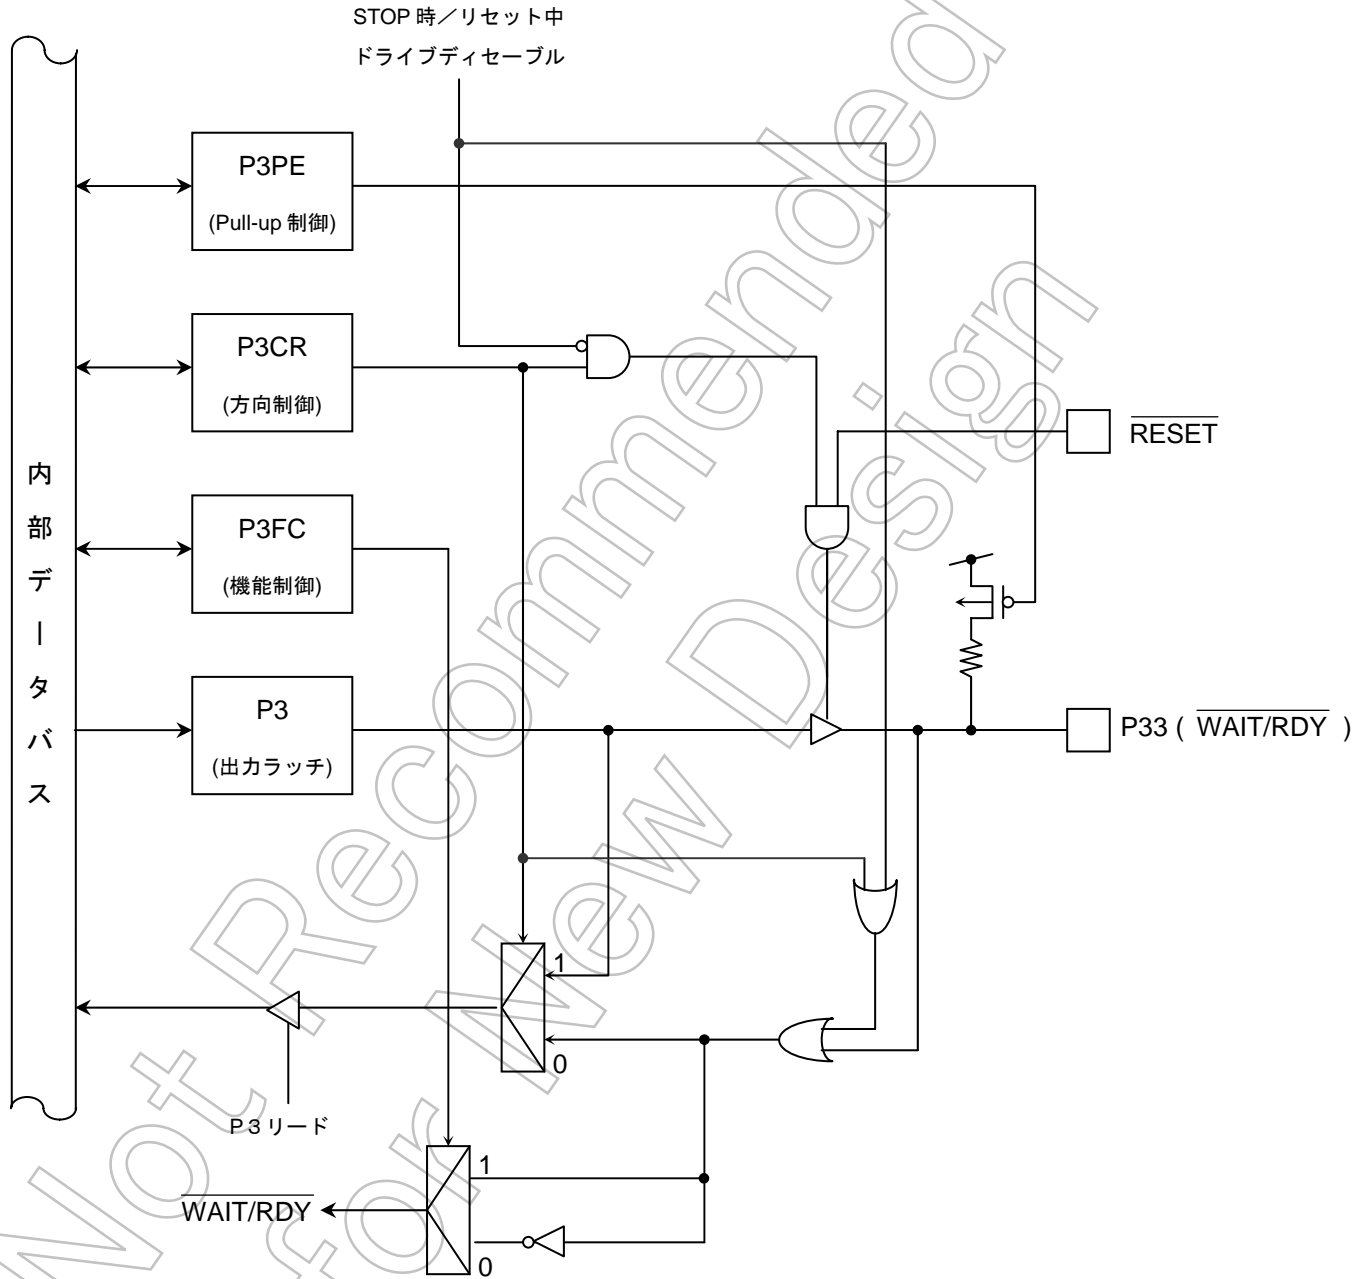 STOP 時／リセット中
ドライブディセーブル
P3PE
(Pull-up 制御)
P3CR
(方向制御)
RESET
内部データバス
P3FC
(機能制御)
P3
(出力ラッチ)
P33 ( WAIT/RDY )
1
0
P3リード
1
WAIT/RDY
0
Not Recommended
for New Design